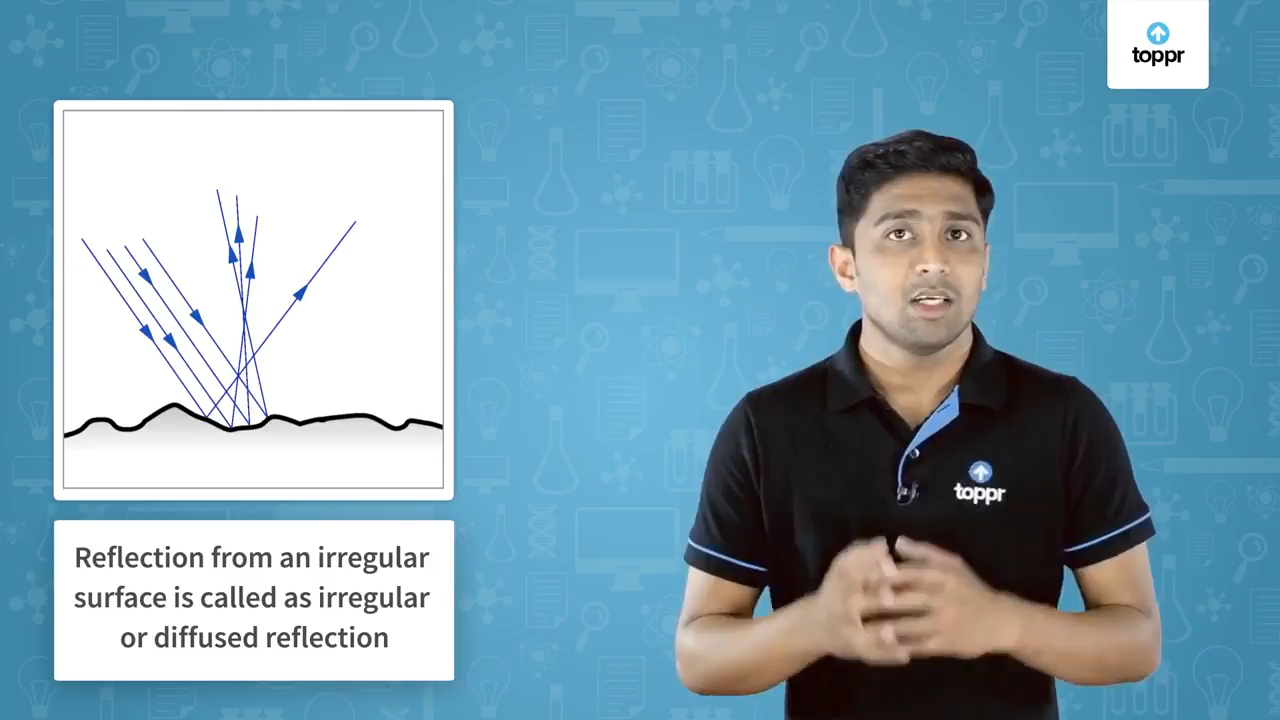 toppr
Reflection from an irregular
surface is called as irregular
or diffused reflection
toppr